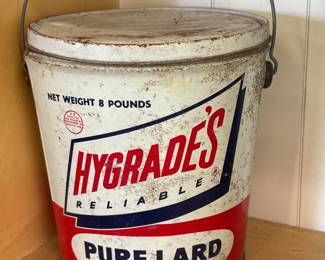 NET WEIGHT 8 POUNDS
HYGRADE'S
RELIABLE
®
PURE LARD